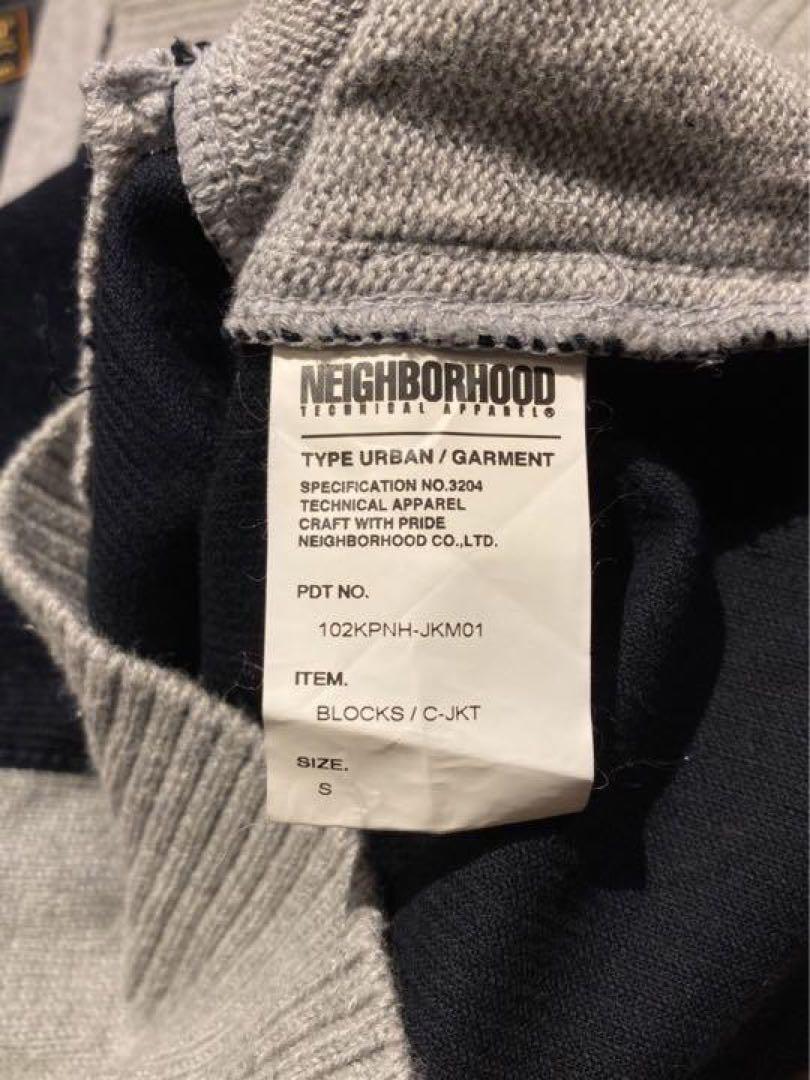 NEIGHBORHOOD
TECHNICAL APPAREL®
TYPE URBAN / GARMENT
SPECIFICATION NO.3204
TECHNICAL APPAREL
CRAFT WITH PRIDE
NEIGHBORHOOD CO.,LTD.
PDT NO.
102KPNH-JKM01
ITEM.
BLOCKS / C-JKT
SIZE.
S